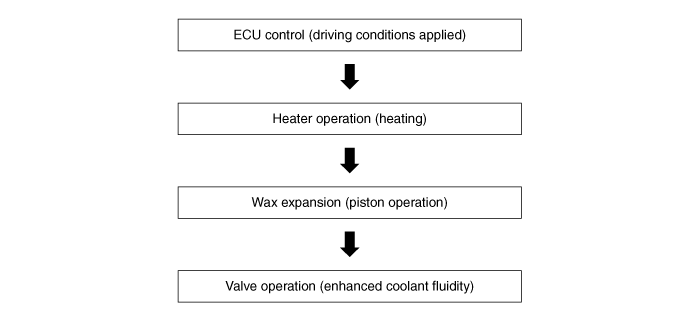 ECU control (driving conditions applied)
Heater operation (heating)
Wax expansion (piston operation)
Valve operation (enhanced coolant fluidity)